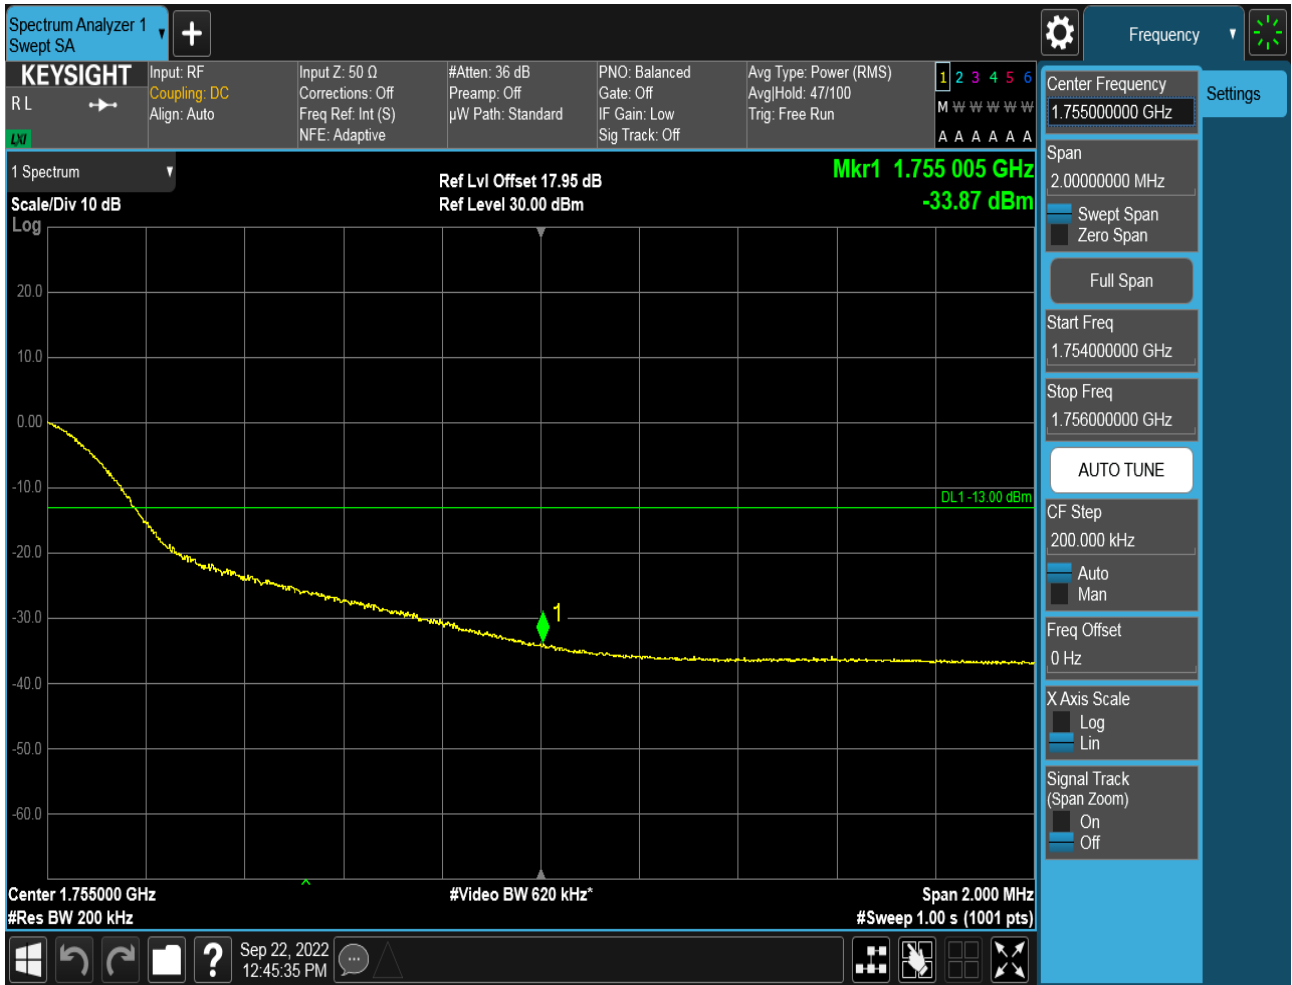 Spectrum Analyzer 1
Swept SA
Frequency
KEYSIGHT
R L
LXI
Input: RF
Coupling: DC
Align: Auto
Input Z: 50 Ω
Corrections: Off
Freq Ref: Int (S)
NFE: Adaptive
#Atten: 36 dB
Preamp: Off
µW Path: Standard
PNO: Balanced
Gate: Off
IF Gain: Low
Sig Track: Off
Avg Type: Power (RMS)
Avg|Hold: 47/100
Trig: Free Run
1 2 3 4 5 6
M W W W W W
A A A A A A
1 Spectrum
Scale/Div 10 dB
Log
Ref Lvl Offset 17.95 dB
Ref Level 30.00 dBm
Mkr1 1.755 005 GHz
-33.87 dBm
20.0
10.0
0.00
-10.0
-20.0
-30.0
-40.0
-50.0
-60.0
DL1 -13.00 dBm
1
Center 1.755000 GHz
#Res BW 200 kHz
#Video BW 620 kHz*
Span 2.000 MHz
#Sweep 1.00 s (1001 pts)
Sep 22, 2022
12:45:35 PM
Center Frequency
1.755000000 GHz
Settings
Span
2.00000000 MHz
Swept Span
Zero Span
Full Span
Start Freq
1.754000000 GHz
Stop Freq
1.756000000 GHz
AUTO TUNE
CF Step
200.000 kHz
Auto
Man
Freq Offset
0 Hz
X Axis Scale
Log
Lin
Signal Track
(Span Zoom)
On
Off